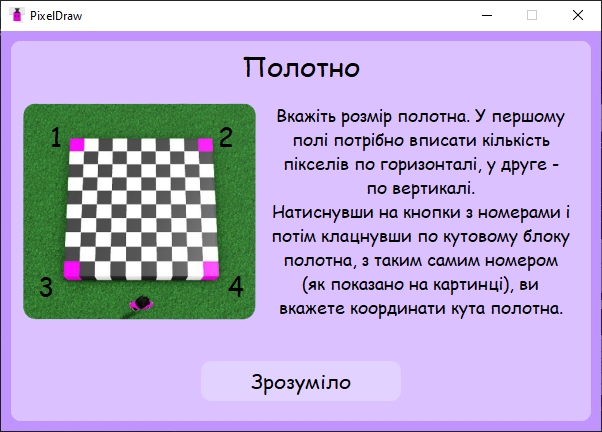 PixelDraw
Полотно
1
2
3
4
Вкажіть розмір полотна. У першому
полі потрібно вписати кількість
пікселів по горизонталі, у друге -
по вертикалі.
Натиснувши на кнопки з номерами і
потім клацнувши по кутовому блоку
полотна, з таким самим номером
(як показано на картинці), ви
вкажете координати кута полотна.
Зрозуміло